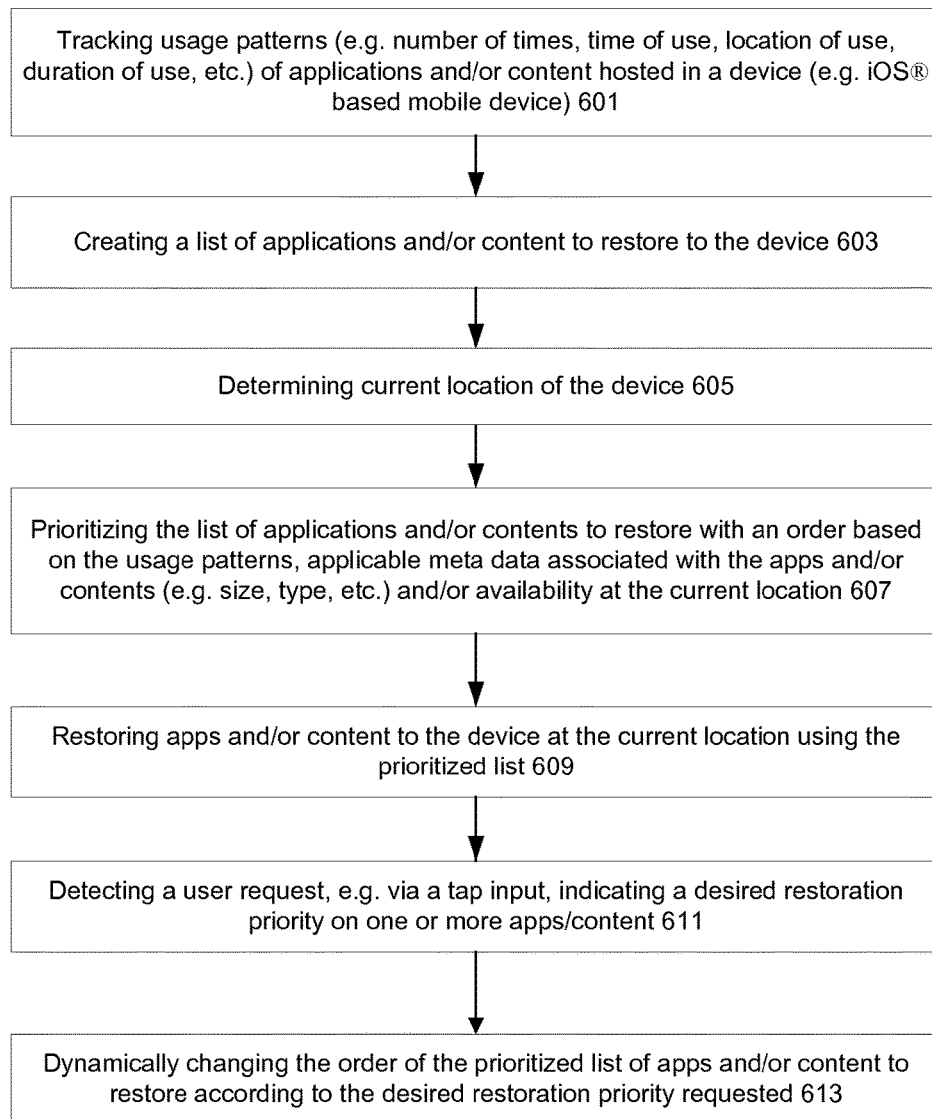 Tracking usage patterns (e.g. number of times, time of use, location of use,
duration of use, etc.) of applications and/or content hosted in a device (e.g. iOS®
based mobile device) 601
Creating a list of applications and/or content to restore to the device 603
Determining current location of the device 605
Prioritizing the list of applications and/or contents to restore with an order based
on the usage patterns, applicable meta data associated with the apps and/or
contents (e.g. size, type, etc.) and/or availability at the current location 607
Restoring apps and/or content to the device at the current location using the
prioritized list 609
Detecting a user request, e.g. via a tap input, indicating a desired restoration
priority on one or more apps/content 611
Dynamically changing the order of the prioritized list of apps and/or content to
restore according to the desired restoration priority requested 613